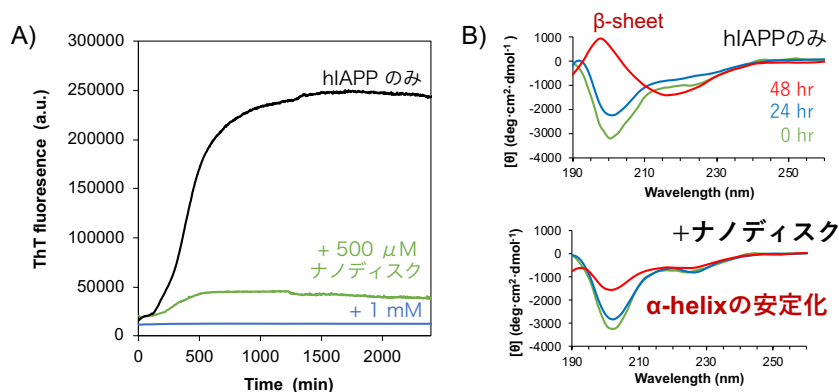 A)
ThT fluoresence (a.u.)
300000
250000
200000
150000
100000
50000
0
hIAPP のみ
+ 500 μM
ナノディスク
+ 1 mM
0
500
1000
1500
2000
Time (min)
B)
β-sheet
hIAPPのみ
[θ] (deg·cm²·dmol⁻¹)
1000
0
-1000
-2000
-3000
-4000
48 hr
24 hr
0 hr
190
210
230
250
Wavelength (nm)
+ナノディスク
[θ] (deg·cm²·dmol⁻¹)
1000
0
-1000
-2000
-3000
-4000
α-helixの安定化
190
210
230
250
Wavelength (nm)